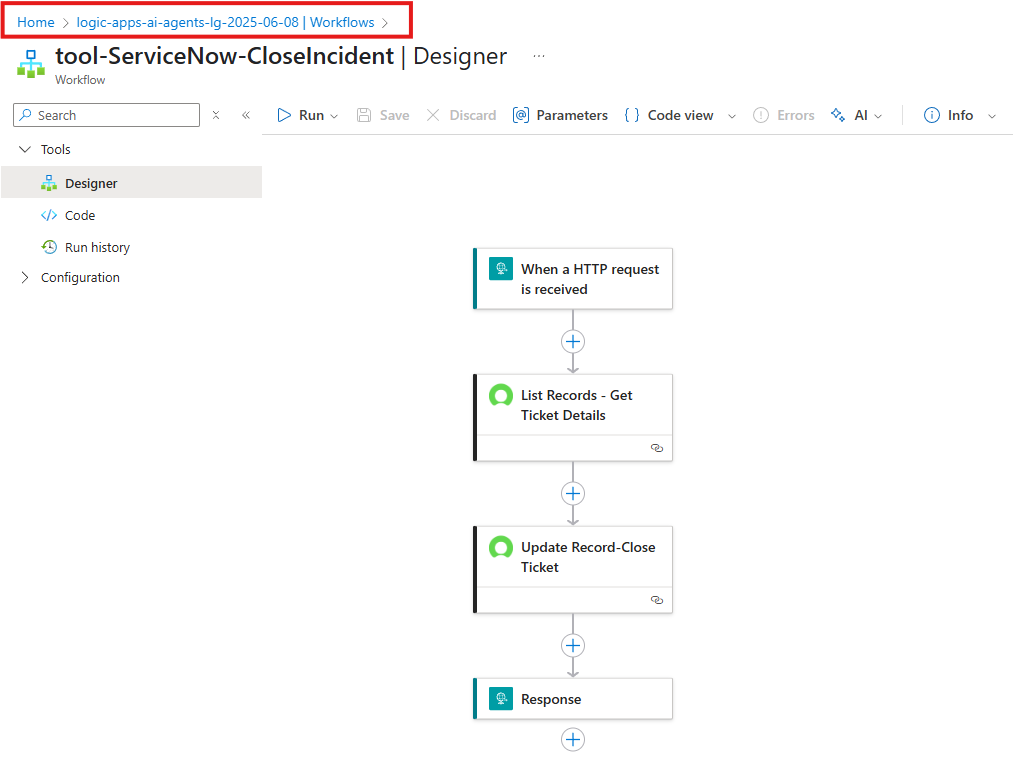 Home > logic-apps-ai-agents-lg-2025-06-08 | Workflows >
tool-ServiceNow-CloseIncident | Designer ...
Workflow
Search
Run
Save
Discard
Parameters
Code view
Errors
AI
Info
Tools
Designer
Code
Run history
Configuration
When a HTTP request
is received
List Records - Get
Ticket Details
Update Record-Close
Ticket
Response